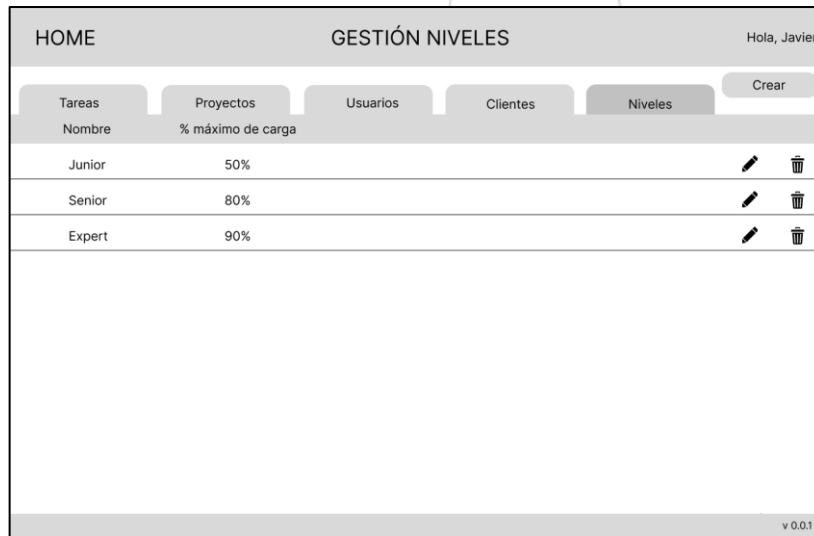 HOME GESTIÓN NIVELES Hola, Javier
Crear
Tareas Proyectos Usuarios Clientes Niveles
Nombre % máximo de carga
Junior 50%
Senior 80%
Expert 90%
v 0.0.1